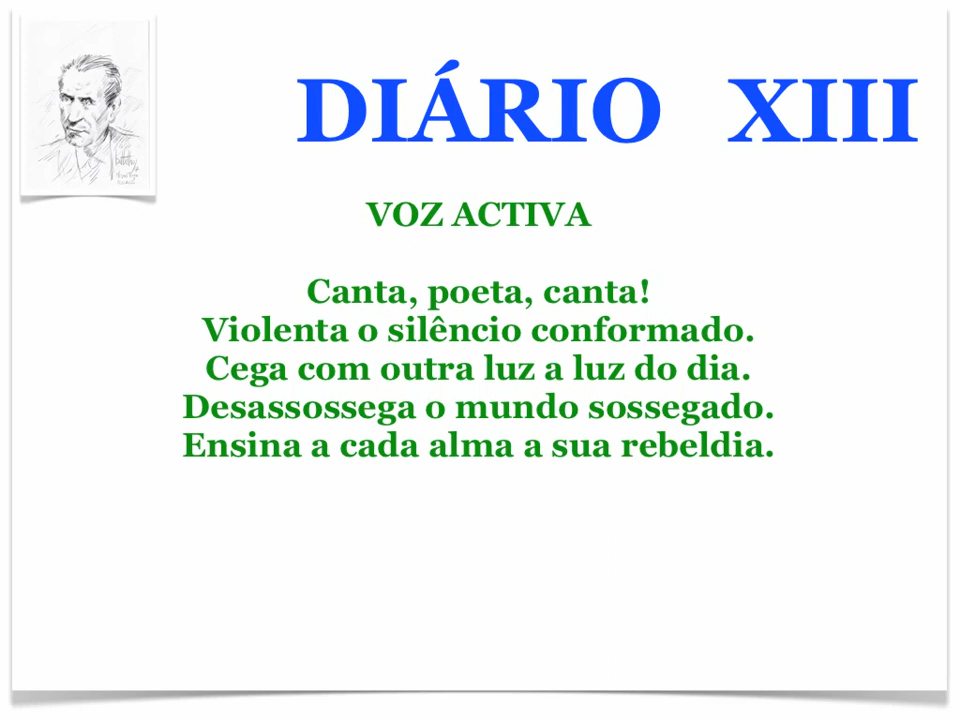 DIÁRIO XIII
VOZ ACTIVA
Canta, poeta, canta!
Violenta o silêncio conformado.
Cega com outra luz a luz do dia.
Desassossega o mundo sossegado.
Ensina a cada alma a sua rebeldia.